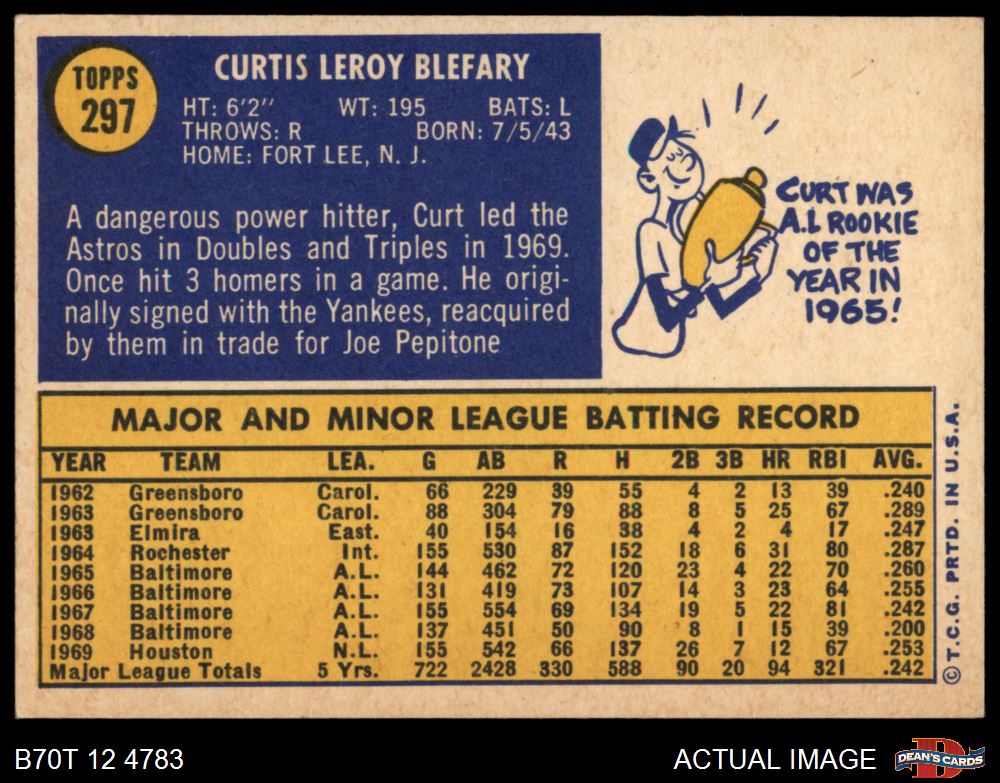 TOPPS
297
CURTIS LEROY BLEFARY
HT: 6'2" WT: 195 BATS: L
THROWS: R BORN: 7/5/43
HOME: FORT LEE, N. J.
A dangerous power hitter, Curt led the
Astros in Doubles and Triples in 1969.
Once hit 3 homers in a game. He origi-
nally signed with the Yankees, reacquired
by them in trade for Joe Pepitone
CURT WAS
A.L ROOKIE
OF THE
YEAR IN
1965!
MAJOR AND MINOR LEAGUE BATTING RECORD
YEAR TEAM LEA. G AB R H 2B 3B HR RBI AVG.
1962 Greensboro Carol. 66 229 39 55 4 2 13 39 .240
1963 Greensboro Carol. 88 304 79 88 8 5 25 67 .289
1963 Elmira East. 40 154 16 38 4 2 4 17 .247
1964 Rochester Int. 155 530 87 152 18 6 31 80 .287
1965 Baltimore A.L. 144 462 72 120 23 4 22 70 .260
1966 Baltimore A.L. 131 419 73 107 14 3 23 64 .255
1967 Baltimore A.L. 155 554 69 134 19 5 22 81 .242
1968 Baltimore A.L. 137 451 50 90 8 1 15 39 .200
1969 Houston N.L. 155 542 66 137 26 7 12 67 .253
Major League Totals 5 Yrs. 722 2428 330 588 90 20 94 321 .242
© T.C.G. PRTD. IN U.S.A.
B70T 12 4783
ACTUAL IMAGE
D
DEAN'S CARDS